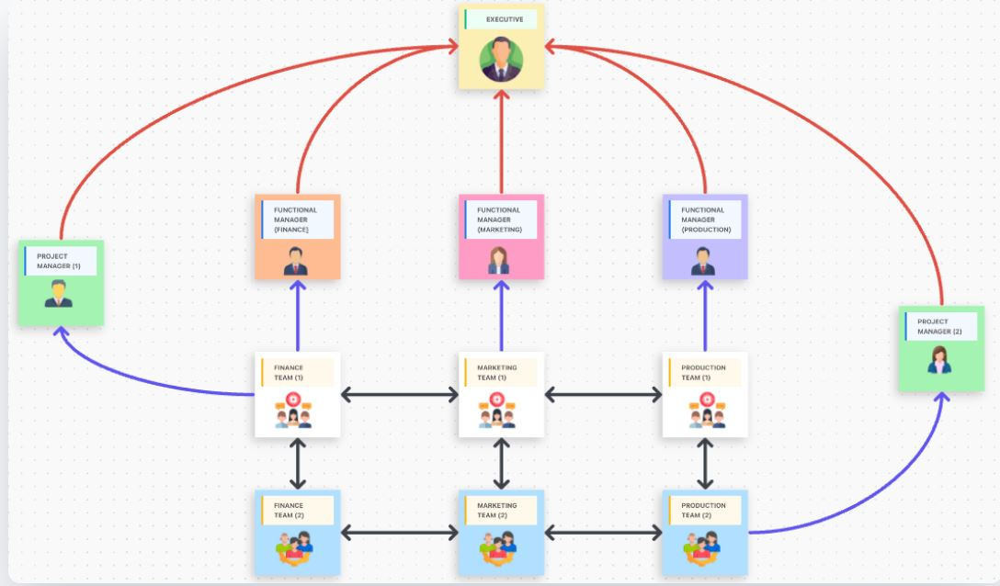 EXECUTIVE
FUNCTIONAL
MANAGER
(FINANCE)
FUNCTIONAL
MANAGER
(MARKETING)
FUNCTIONAL
MANAGER
(PRODUCTION)
PROJECT
MANAGER (1)
PROJECT
MANAGER (2)
FINANCE
TEAM (1)
MARKETING
TEAM (1)
PRODUCTION
TEAM (1)
FINANCE
TEAM (2)
MARKETING
TEAM (2)
PRODUCTION
TEAM (2)